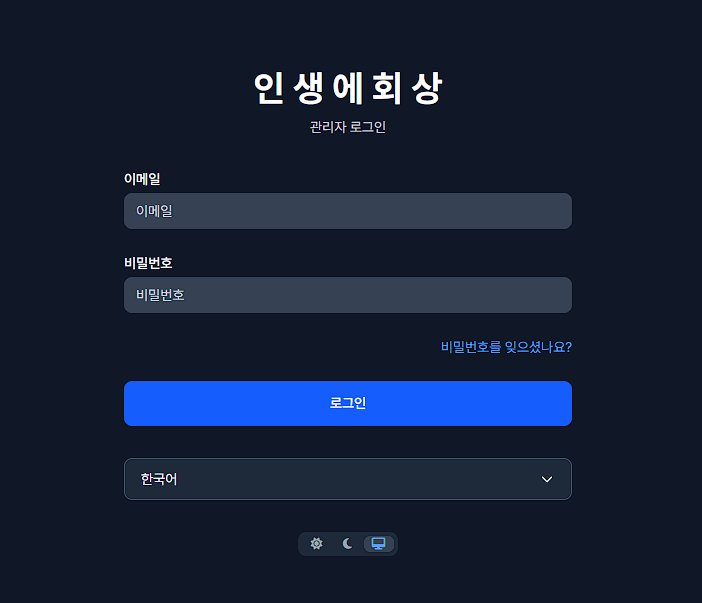 인생에회상
관리자 로그인
이메일
이메일
비밀번호
비밀번호
비밀번호를 잊으셨나요?
로그인
한국어